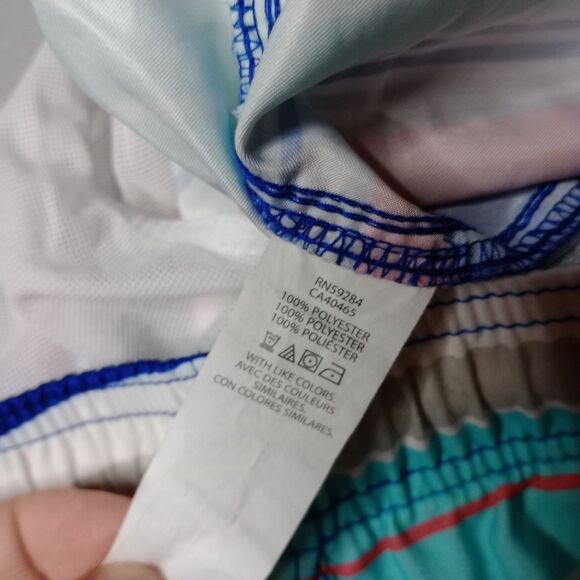 RN59284
CA40465
100% POLYESTER
100% POLYESTER
100% POLIÉSTER
WITH LIKE COLORS.
AVEC DES COULEURS
SIMILAIRES.
CON COLORES SIMILARES.